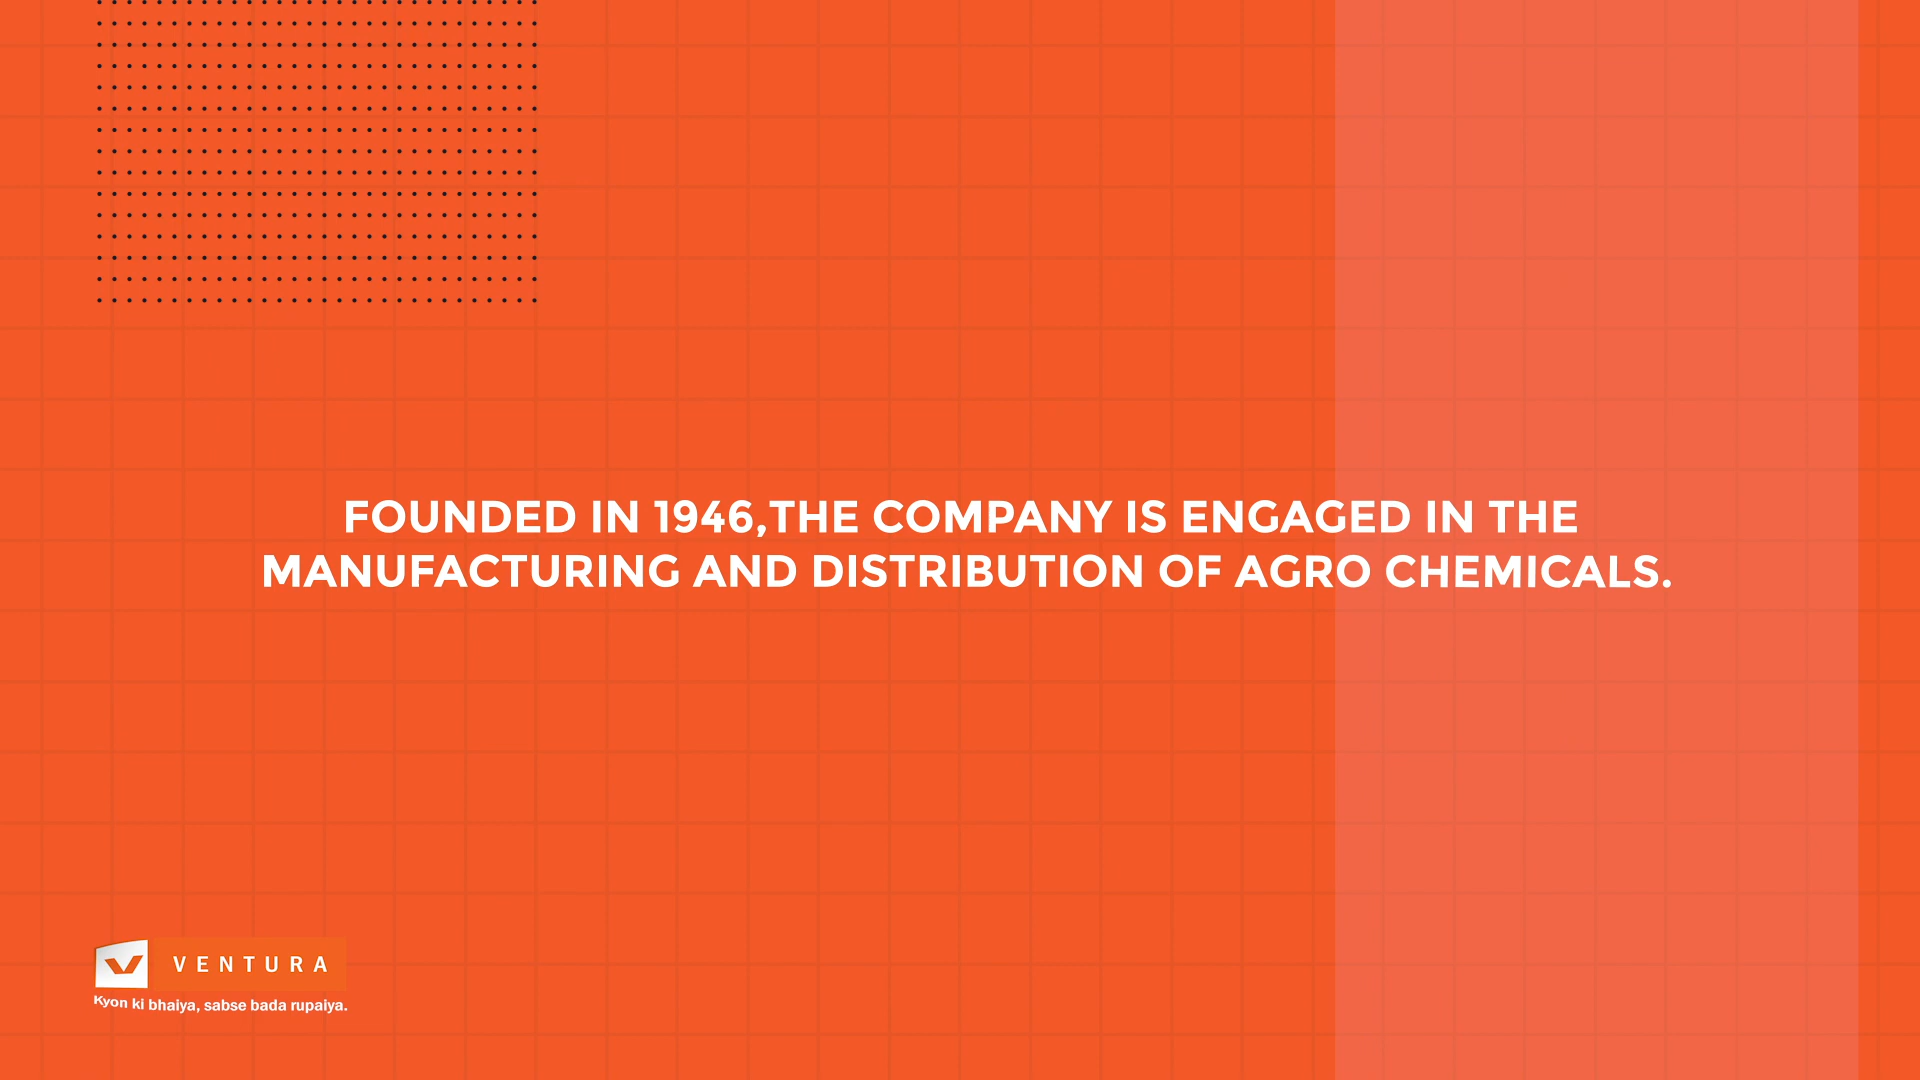 FOUNDED IN 1946,THE COMPANY IS ENGAGED IN THE
MANUFACTURING AND DISTRIBUTION OF AGRO CHEMICALS.
VENTURA
Kyon ki bhaiya, sabse bada rupaiya.